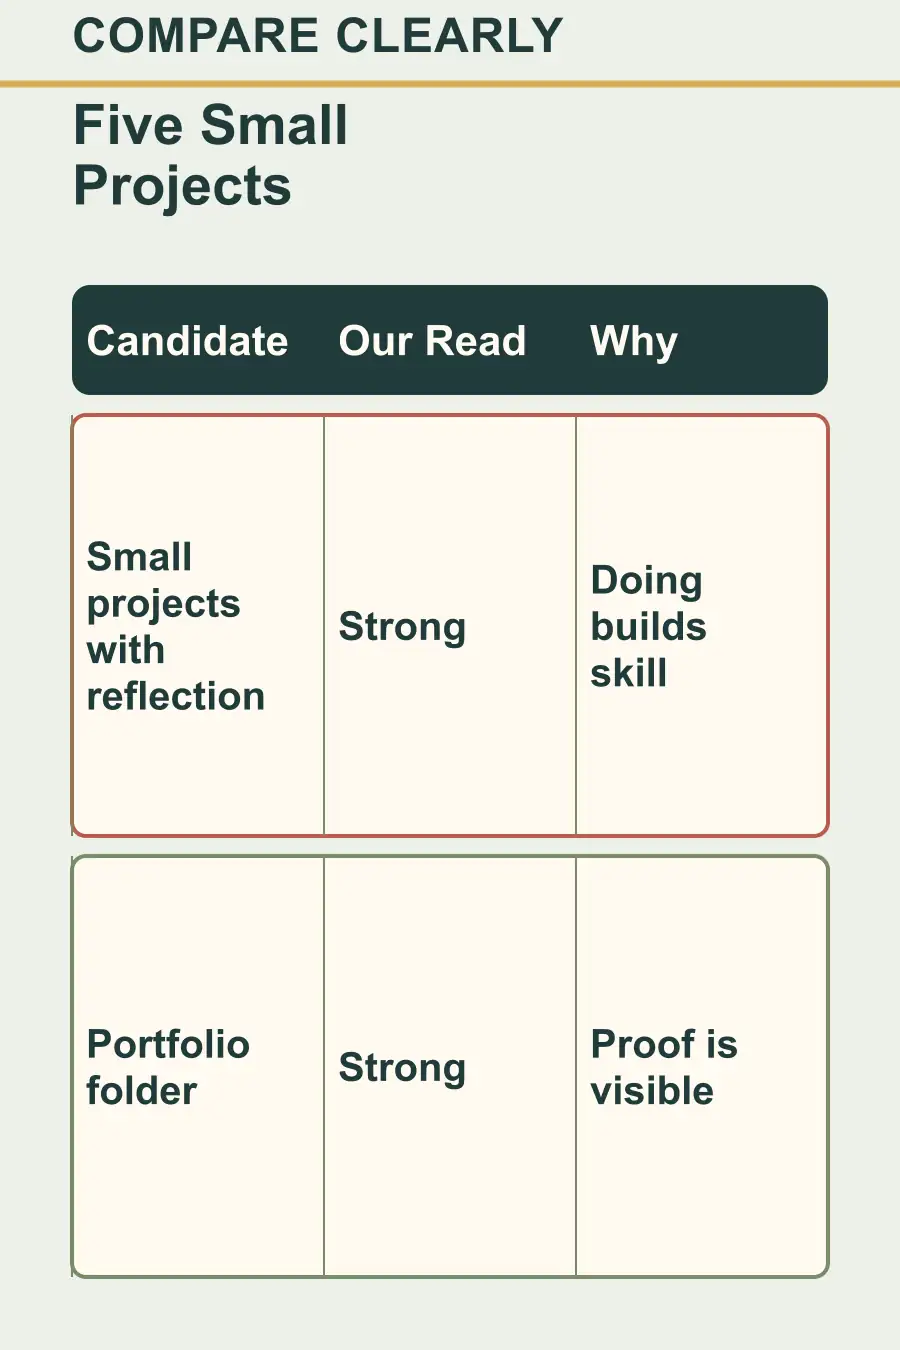 COMPARE CLEARLY
Five Small
Projects
Candidate Our Read Why
Small
projects
with
reflection
Strong
Doing
builds
skill
Portfolio
folder
Strong
Proof is
visible